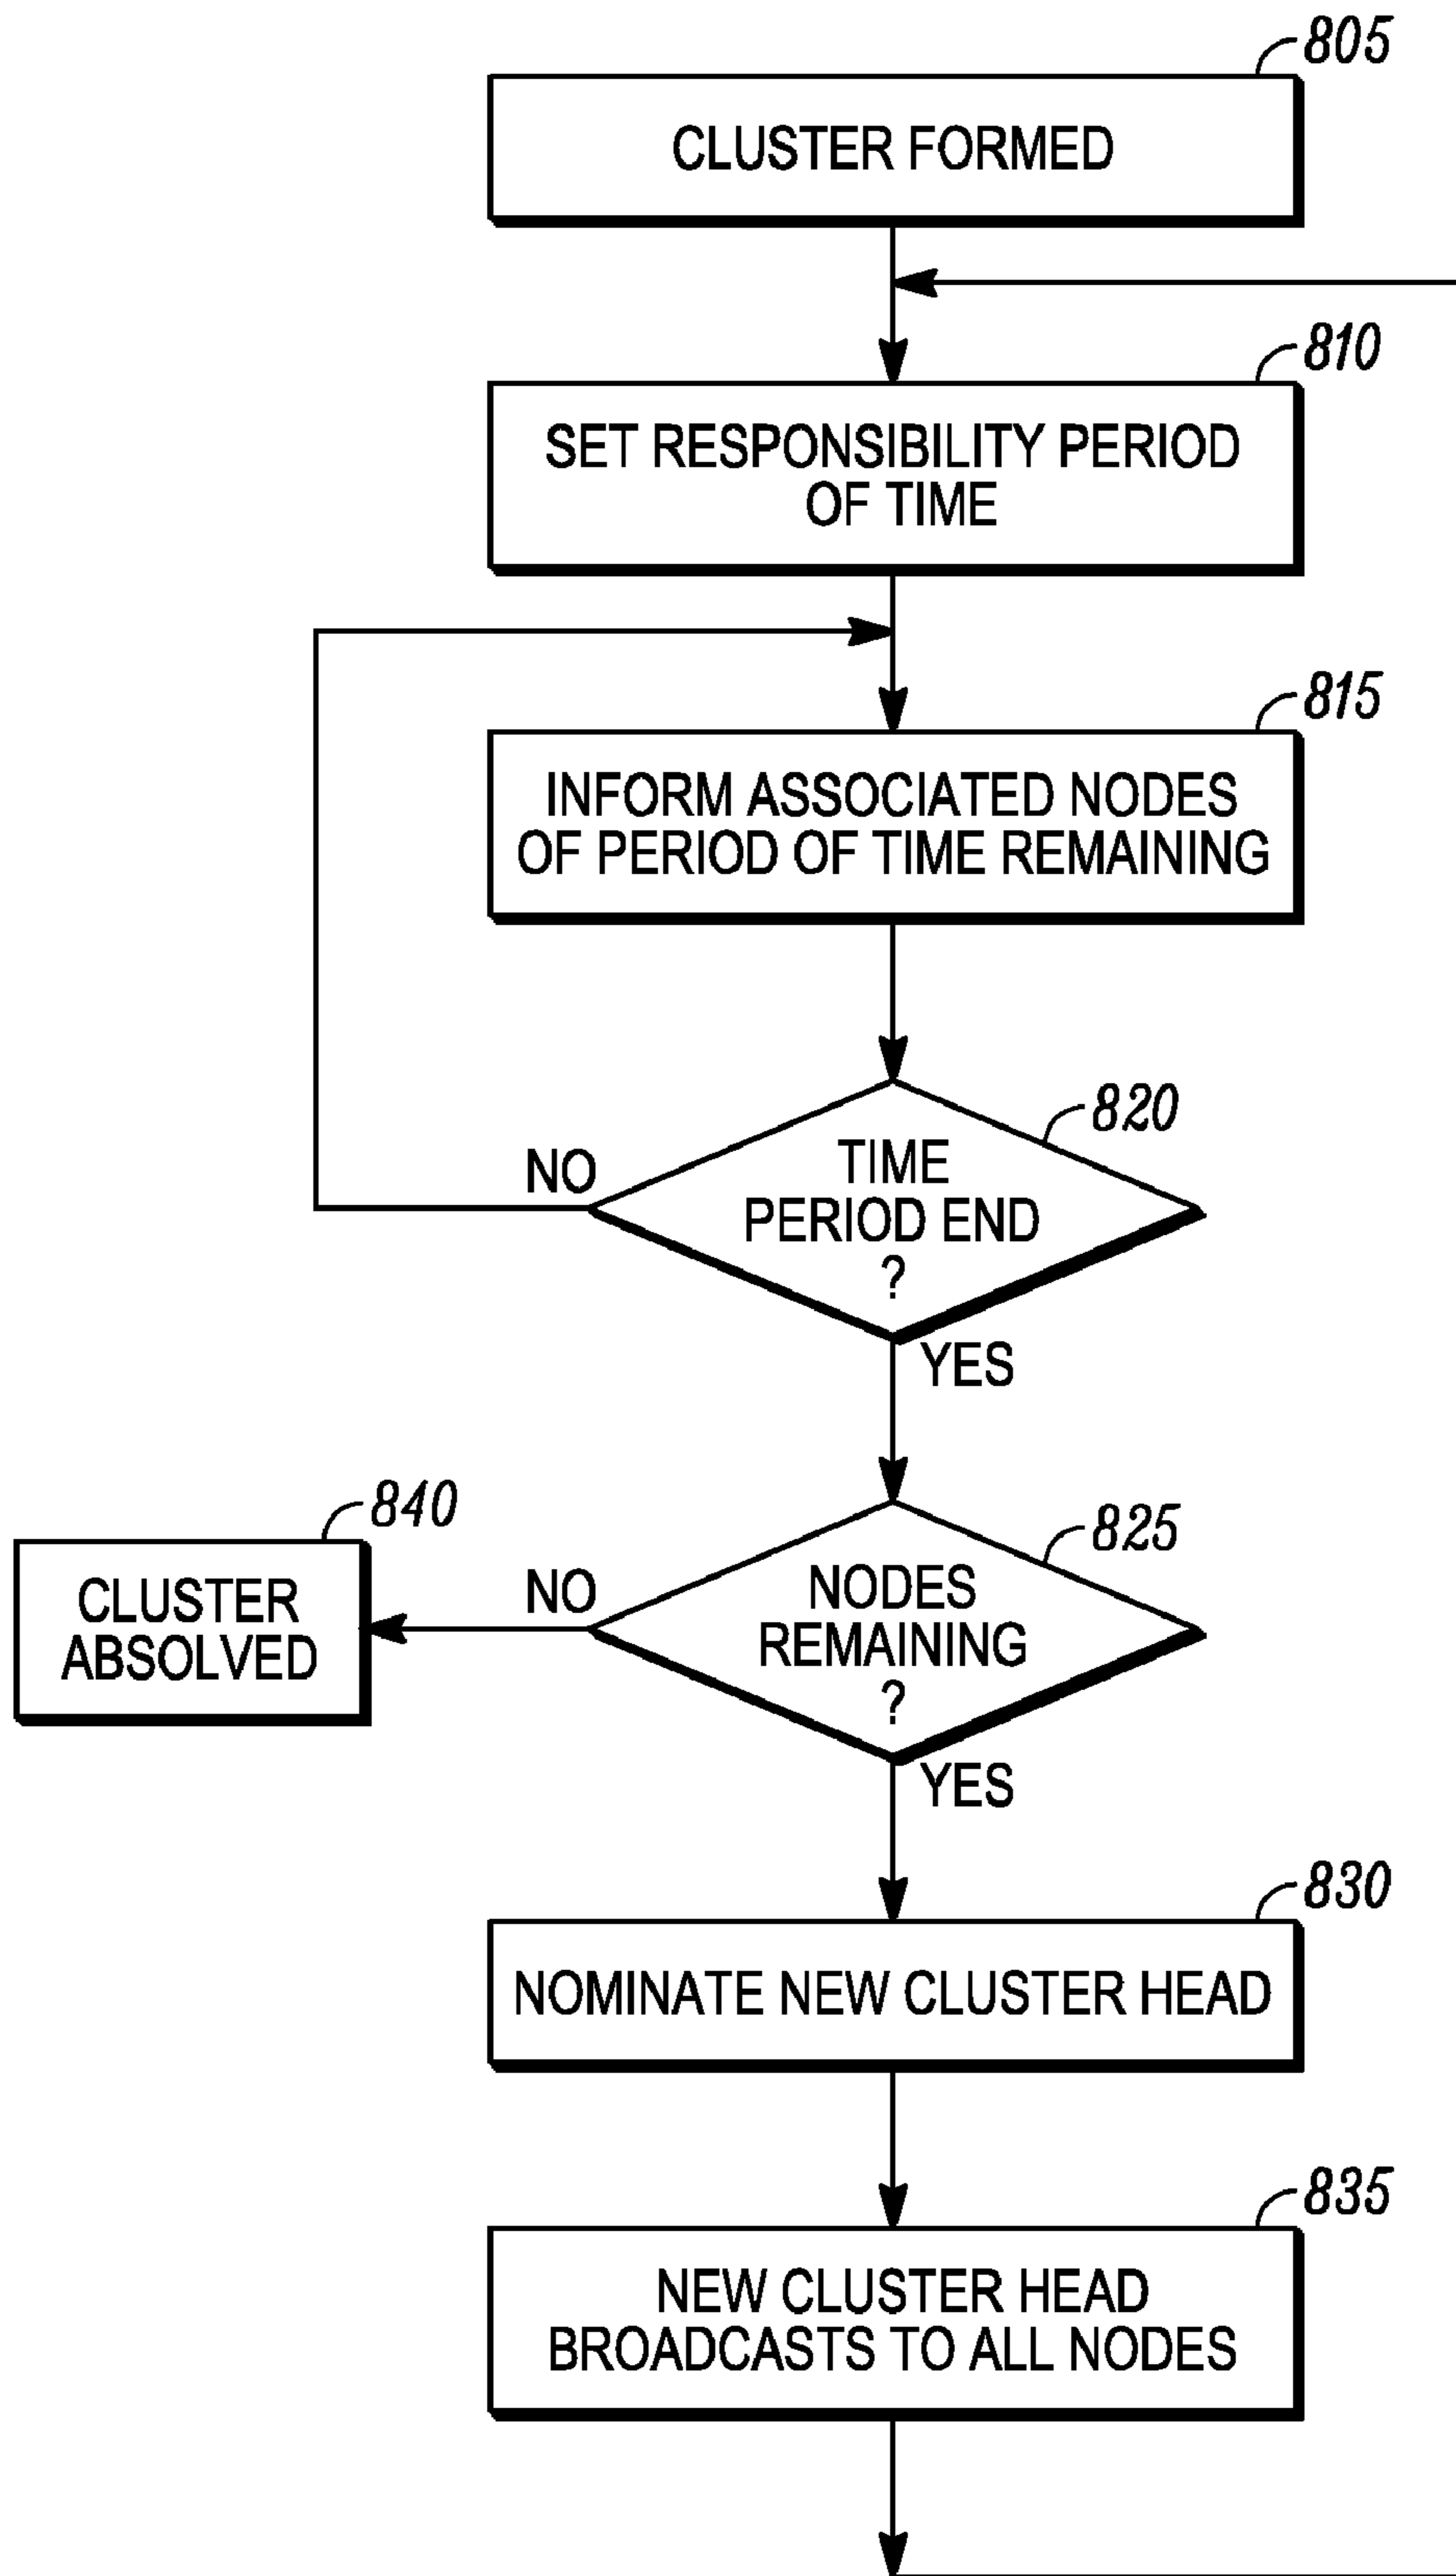 805
CLUSTER FORMED
810
SET RESPONSIBILITY PERIOD
OF TIME
815
INFORM ASSOCIATED NODES
OF PERIOD OF TIME REMAINING
820
TIME
PERIOD END
?
NO
YES
825
NODES
REMAINING
?
NO
840
CLUSTER
ABSOLVED
YES
830
NOMINATE NEW CLUSTER HEAD
835
NEW CLUSTER HEAD
BROADCASTS TO ALL NODES